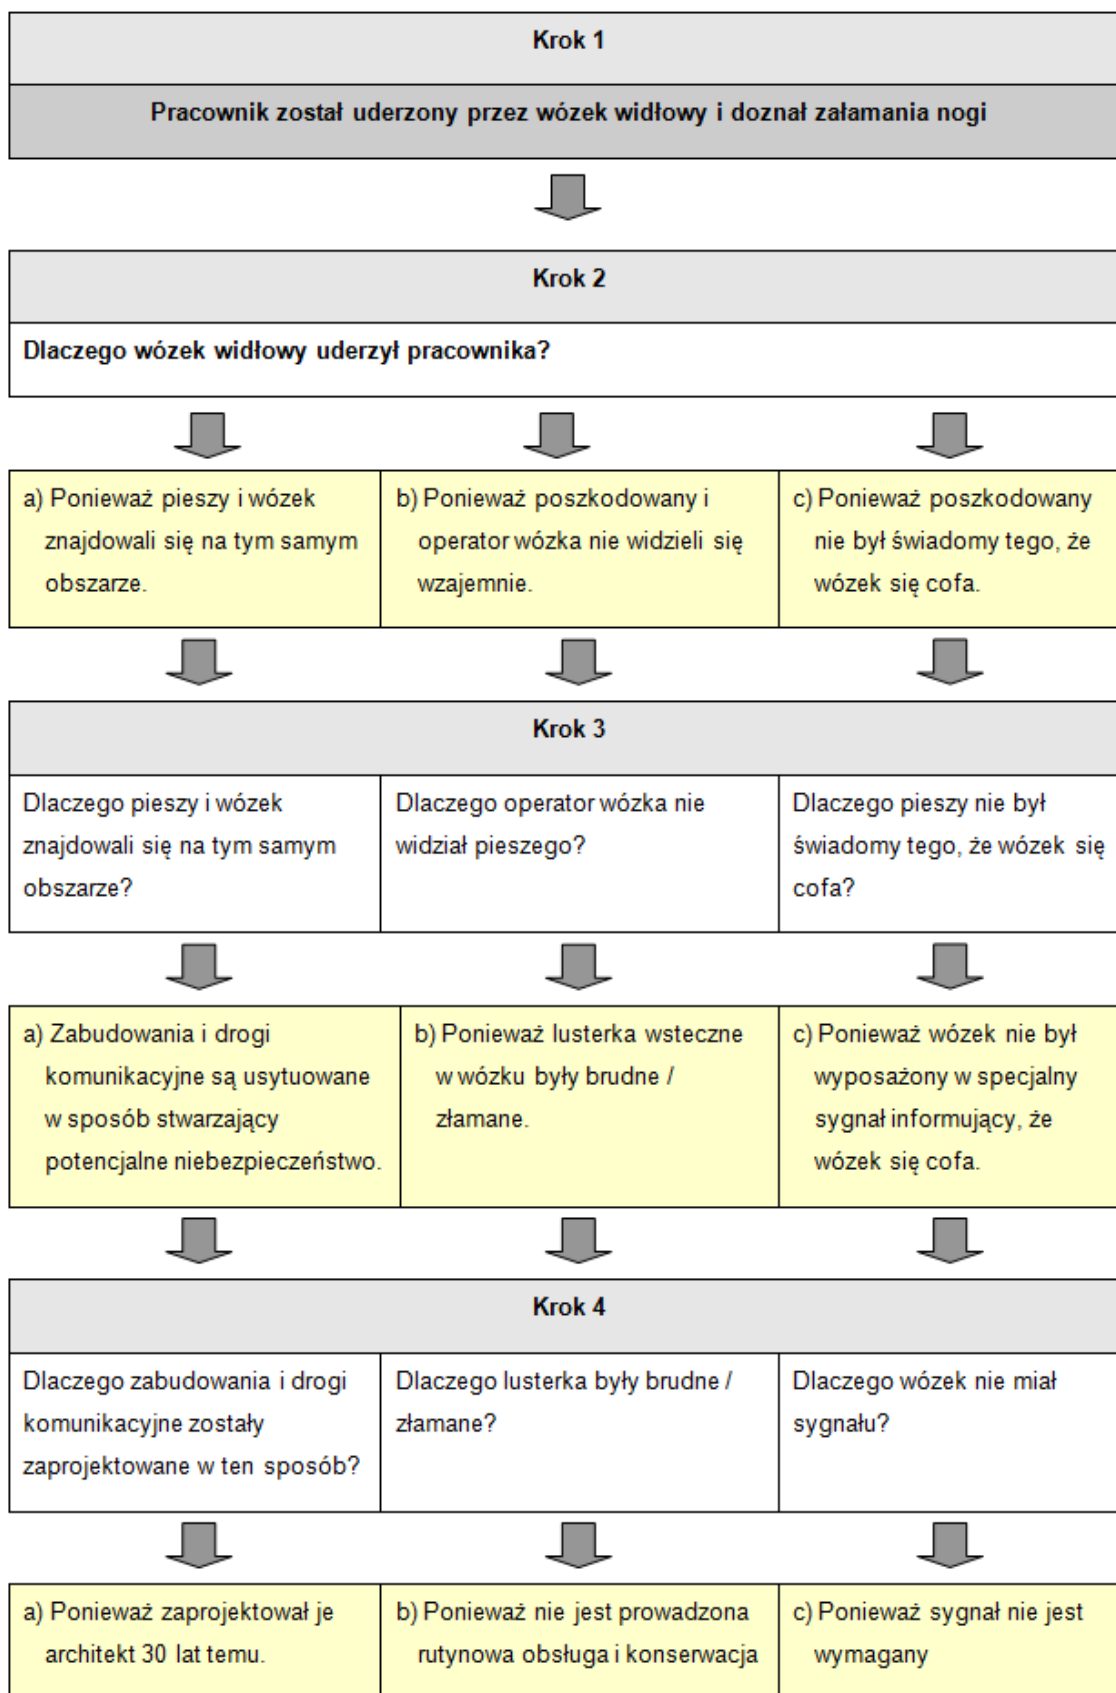 Krok 1
Pracownik został uderzony przez wózek widłowy i doznał załamania nogi
Krok 2
Dlaczego wózek widłowy uderzył pracownika?
a) Ponieważ pieszy i wózek
znajdowali się na tym samym
obszarze.
b) Ponieważ poszkodowany i
operator wózka nie widzieli się
wzajemnie.
c) Ponieważ poszkodowany
nie był świadomy tego, że
wózek się cofa.
Krok 3
Dlaczego pieszy i wózek
znajdowali się na tym samym
obszarze?
Dlaczego operator wózka nie
widział pieszego?
Dlaczego pieszy nie był
świadomy tego, że wózek się
cofa?
a) Zabudowania i drogi
komunikacyjne są usytuowane
w sposób stwarzający
potencjalne niebezpieczeństwo.
b) Ponieważ lusterka wsteczne
w wózku były brudne /
złamane.
c) Ponieważ wózek nie był
wyposażony w specjalny
sygnał informujący, że
wózek się cofa.
Krok 4
Dlaczego zabudowania i drogi
komunikacyjne zostały
zaprojektowane w ten sposób?
Dlaczego lusterka były brudne /
złamane?
Dlaczego wózek nie miał
sygnału?
a) Ponieważ zaprojektował je
architekt 30 lat temu.
b) Ponieważ nie jest prowadzona
rutynowa obsługa i konserwacja
c) Ponieważ sygnał nie jest
wymagany